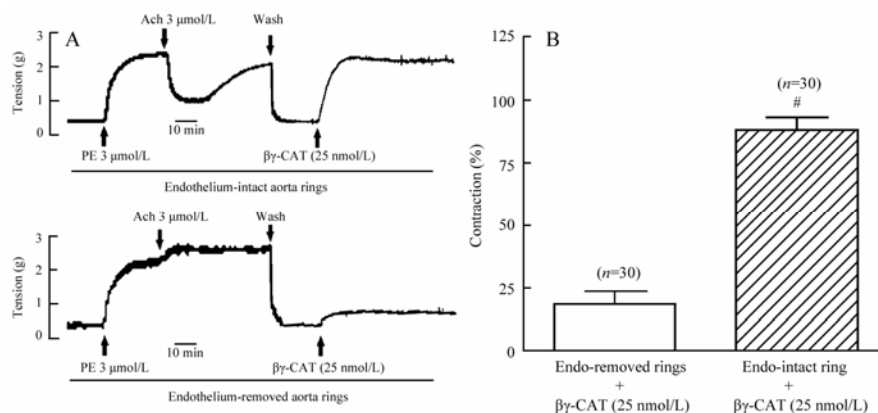 A
Ach 3 μmol/L
Wash
Tension (g)
3
2
1
0
10 min
PE 3 μmol/L
βγ-CAT (25 nmol/L)
Endothelium-intact aorta rings
Ach 3 μmol/L
Wash
Tension (g)
3
2
1
0
10 min
PE 3 μmol/L
βγ-CAT (25 nmol/L)
Endothelium-removed aorta rings
B
Contraction (%)
125
100
75
50
25
0
(n=30)
(n=30)
#
Endo-removed rings
+
βγ-CAT (25 nmol/L)
Endo-intact ring
+
βγ-CAT (25 nmol/L)